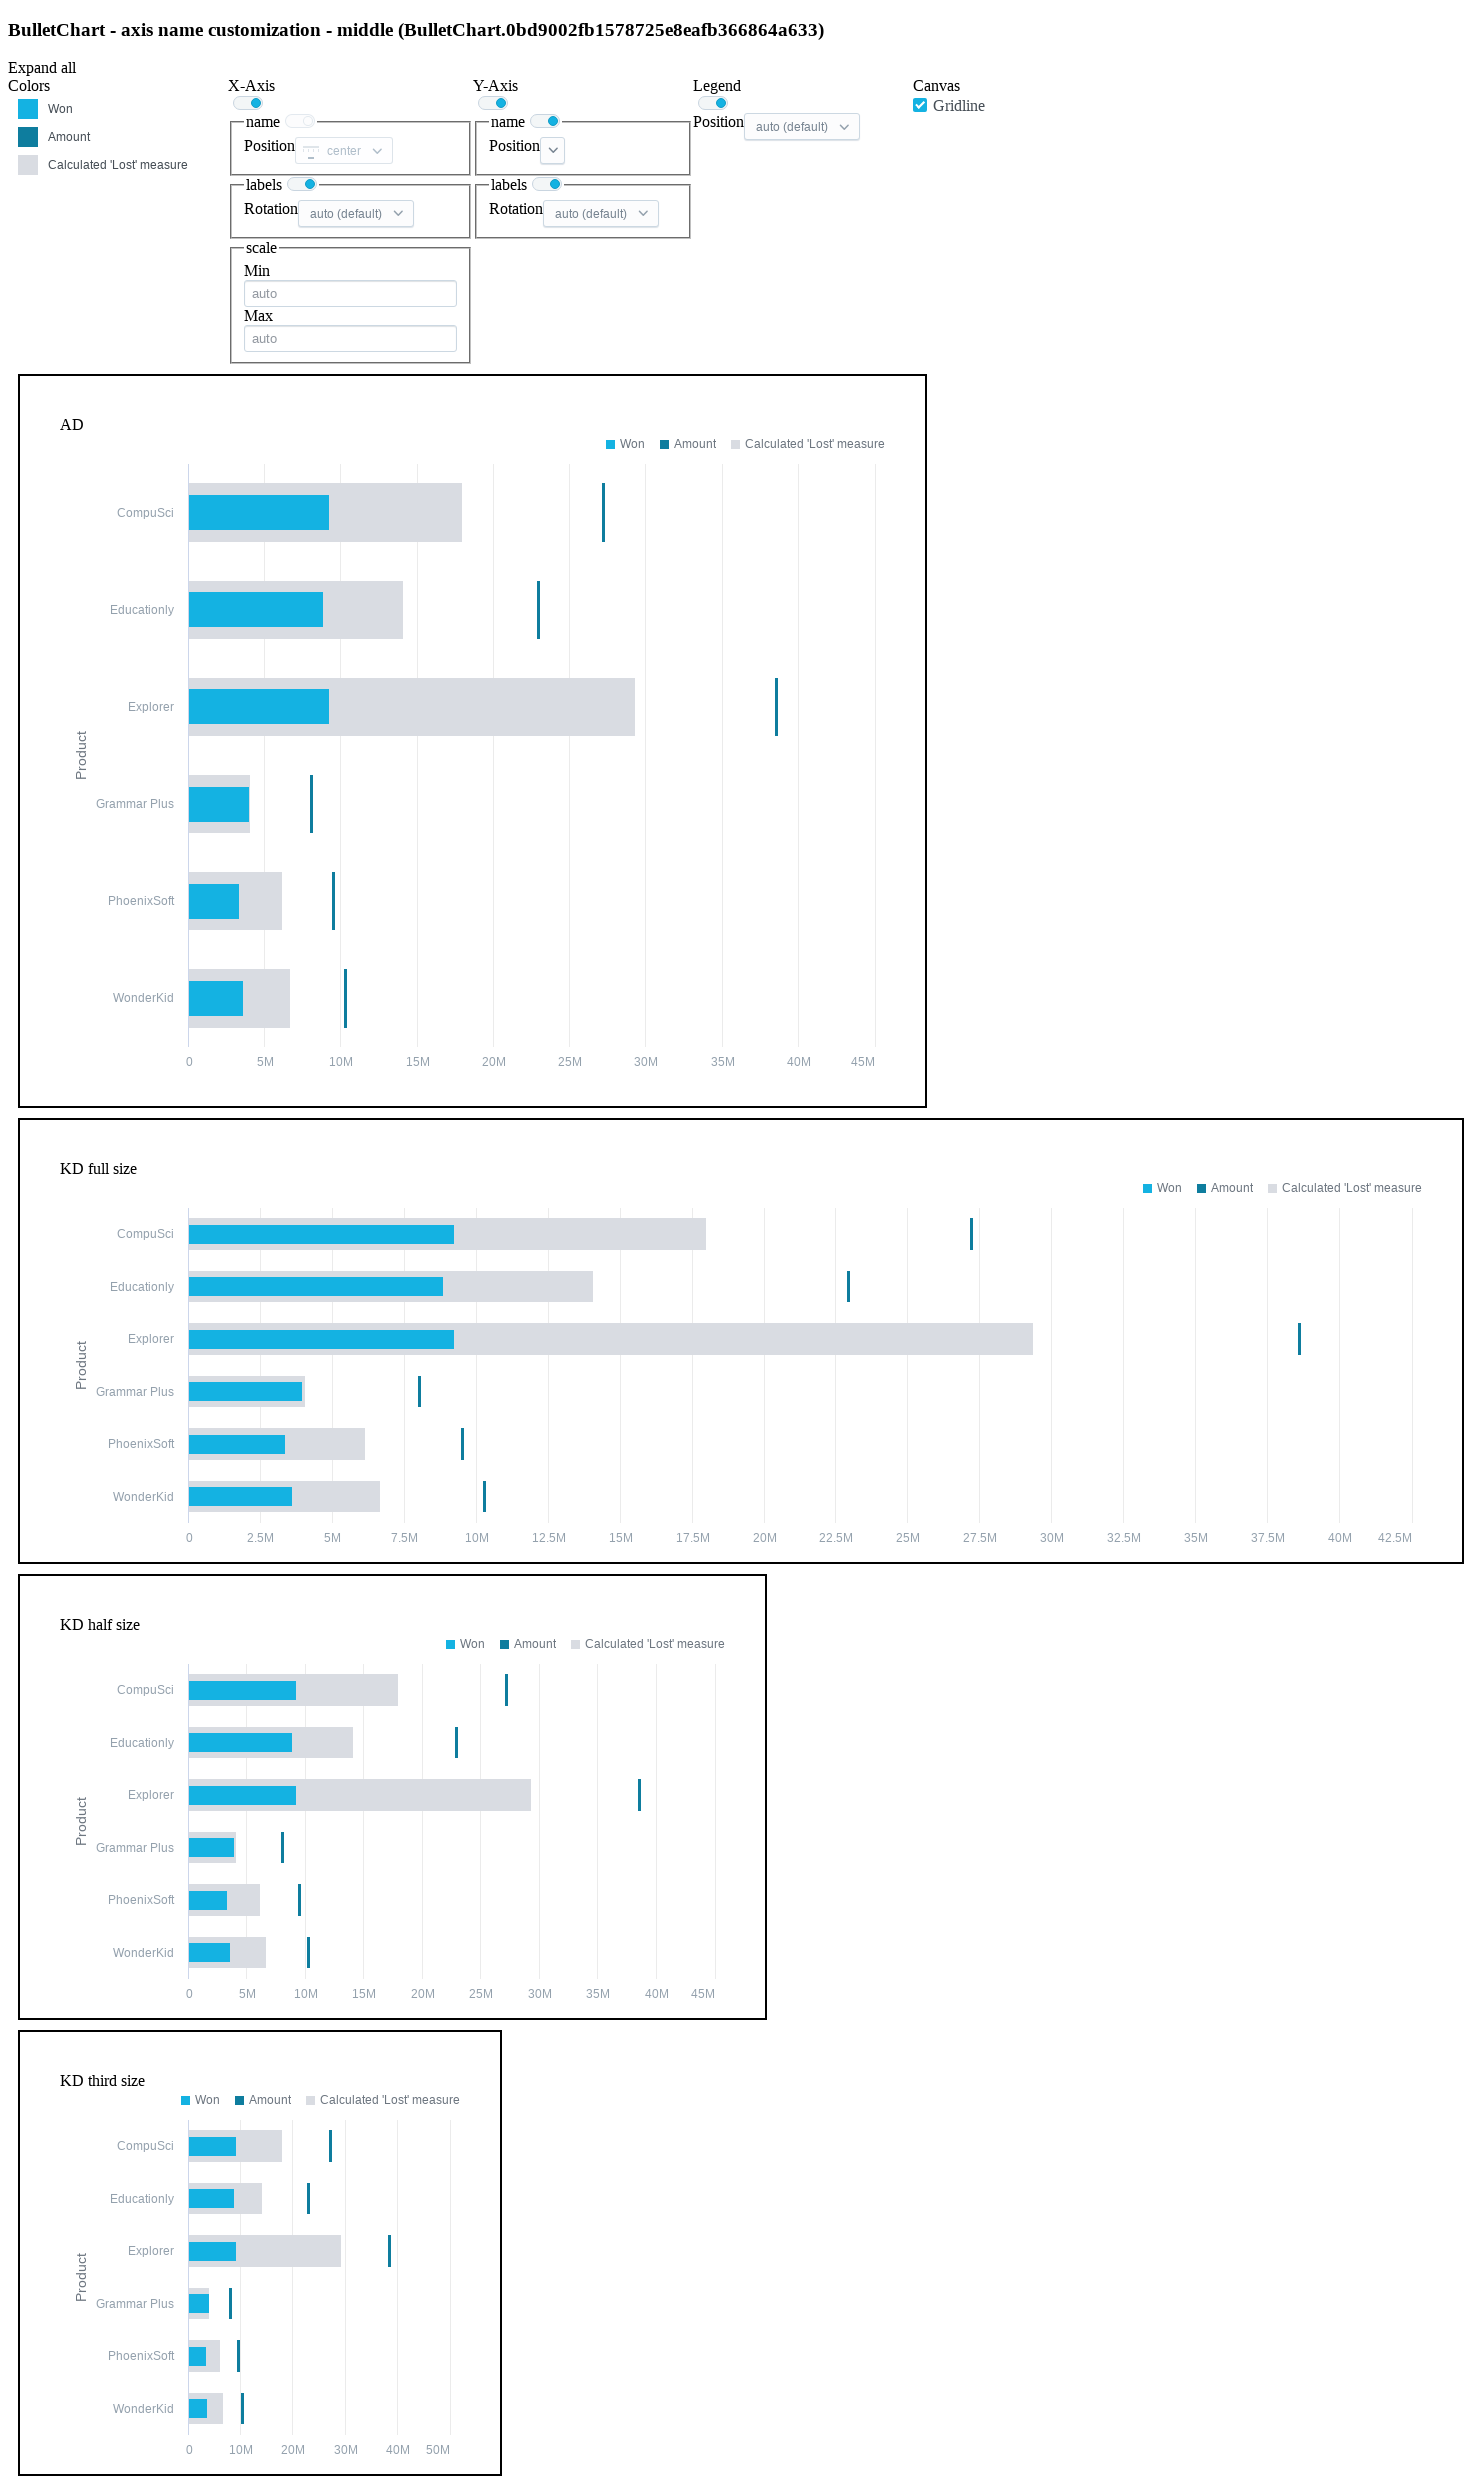 BulletChart - axis name customization - middle (BulletChart.0bd9002fb1578725e8eafb366864a633)
Expand all
Colors
Won
Amount
Calculated 'Lost' measure
X-Axis
name
Position center
labels
Rotation auto (default)
scale
Min
auto
Max
auto
Y-Axis
name
Position
labels
Rotation auto (default)
Legend
Position auto (default)
Canvas
Gridline
AD
Won Amount Calculated 'Lost' measure
CompuSci
Educationly
Explorer
Product
Grammar Plus
PhoenixSoft
WonderKid
0 5M 10M 15M 20M 25M 30M 35M 40M 45M
KD full size
Won Amount Calculated 'Lost' measure
CompuSci
Educationly
Explorer
Product
Grammar Plus
PhoenixSoft
WonderKid
0 2.5M 5M 7.5M 10M 12.5M 15M 17.5M 20M 22.5M 25M 27.5M 30M 32.5M 35M 37.5M 40M 42.5M
KD half size
Won Amount Calculated 'Lost' measure
CompuSci
Educationly
Explorer
Product
Grammar Plus
PhoenixSoft
WonderKid
0 5M 10M 15M 20M 25M 30M 35M 40M 45M
KD third size
Won Amount Calculated 'Lost' measure
CompuSci
Educationly
Explorer
Product
Grammar Plus
PhoenixSoft
WonderKid
0 10M 20M 30M 40M 50M